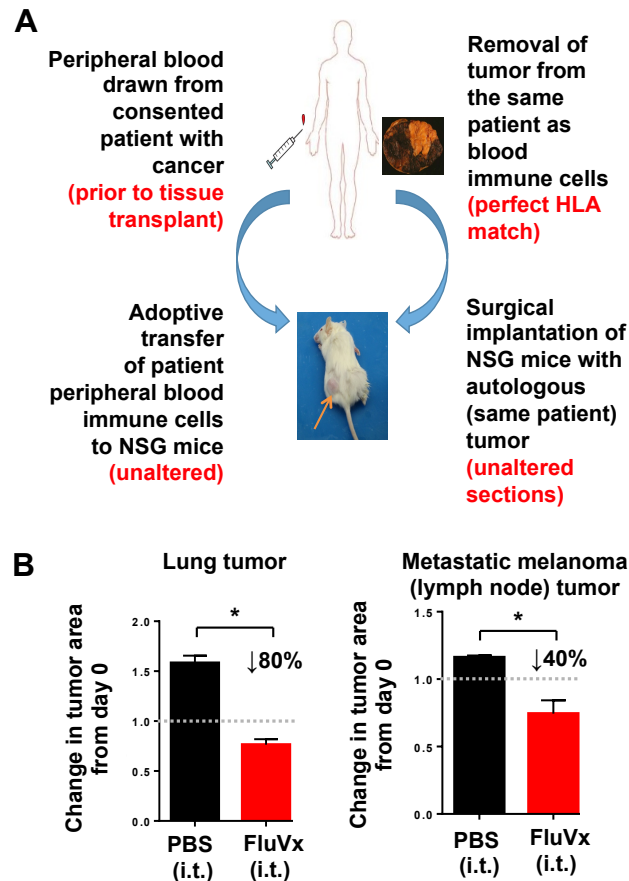 A
Peripheral blood
drawn from
consented
patient with
cancer
(prior to tissue
transplant)
Removal of
tumor from
the same
patient as
blood
immune cells
(perfect HLA
match)
Adoptive
transfer
of patient
peripheral blood
immune cells
to NSG mice
(unaltered)
Surgical
implantation of
NSG mice with
autologous
(same patient)
tumor
(unaltered
sections)
B
Lung tumor
Change in tumor area
from day 0
2.0
1.5
1.0
0.5
0.0
*
↓80%
PBS
(i.t.)
FluVx
(i.t.)
Metastatic melanoma
(lymph node) tumor
Change in tumor area
from day 0
1.5
1.0
0.5
0.0
*
↓40%
PBS
(i.t.)
FluVx
(i.t.)